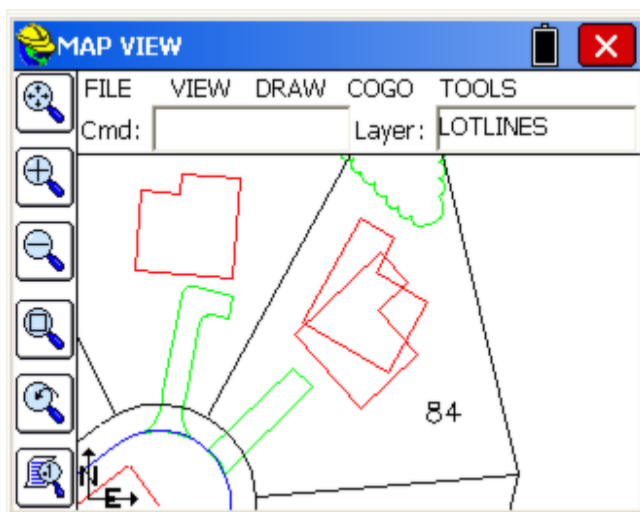 MAP VIEW
FILE VIEW DRAW COGO TOOLS
Cmd: Layer: LOTLINES
84
N
E